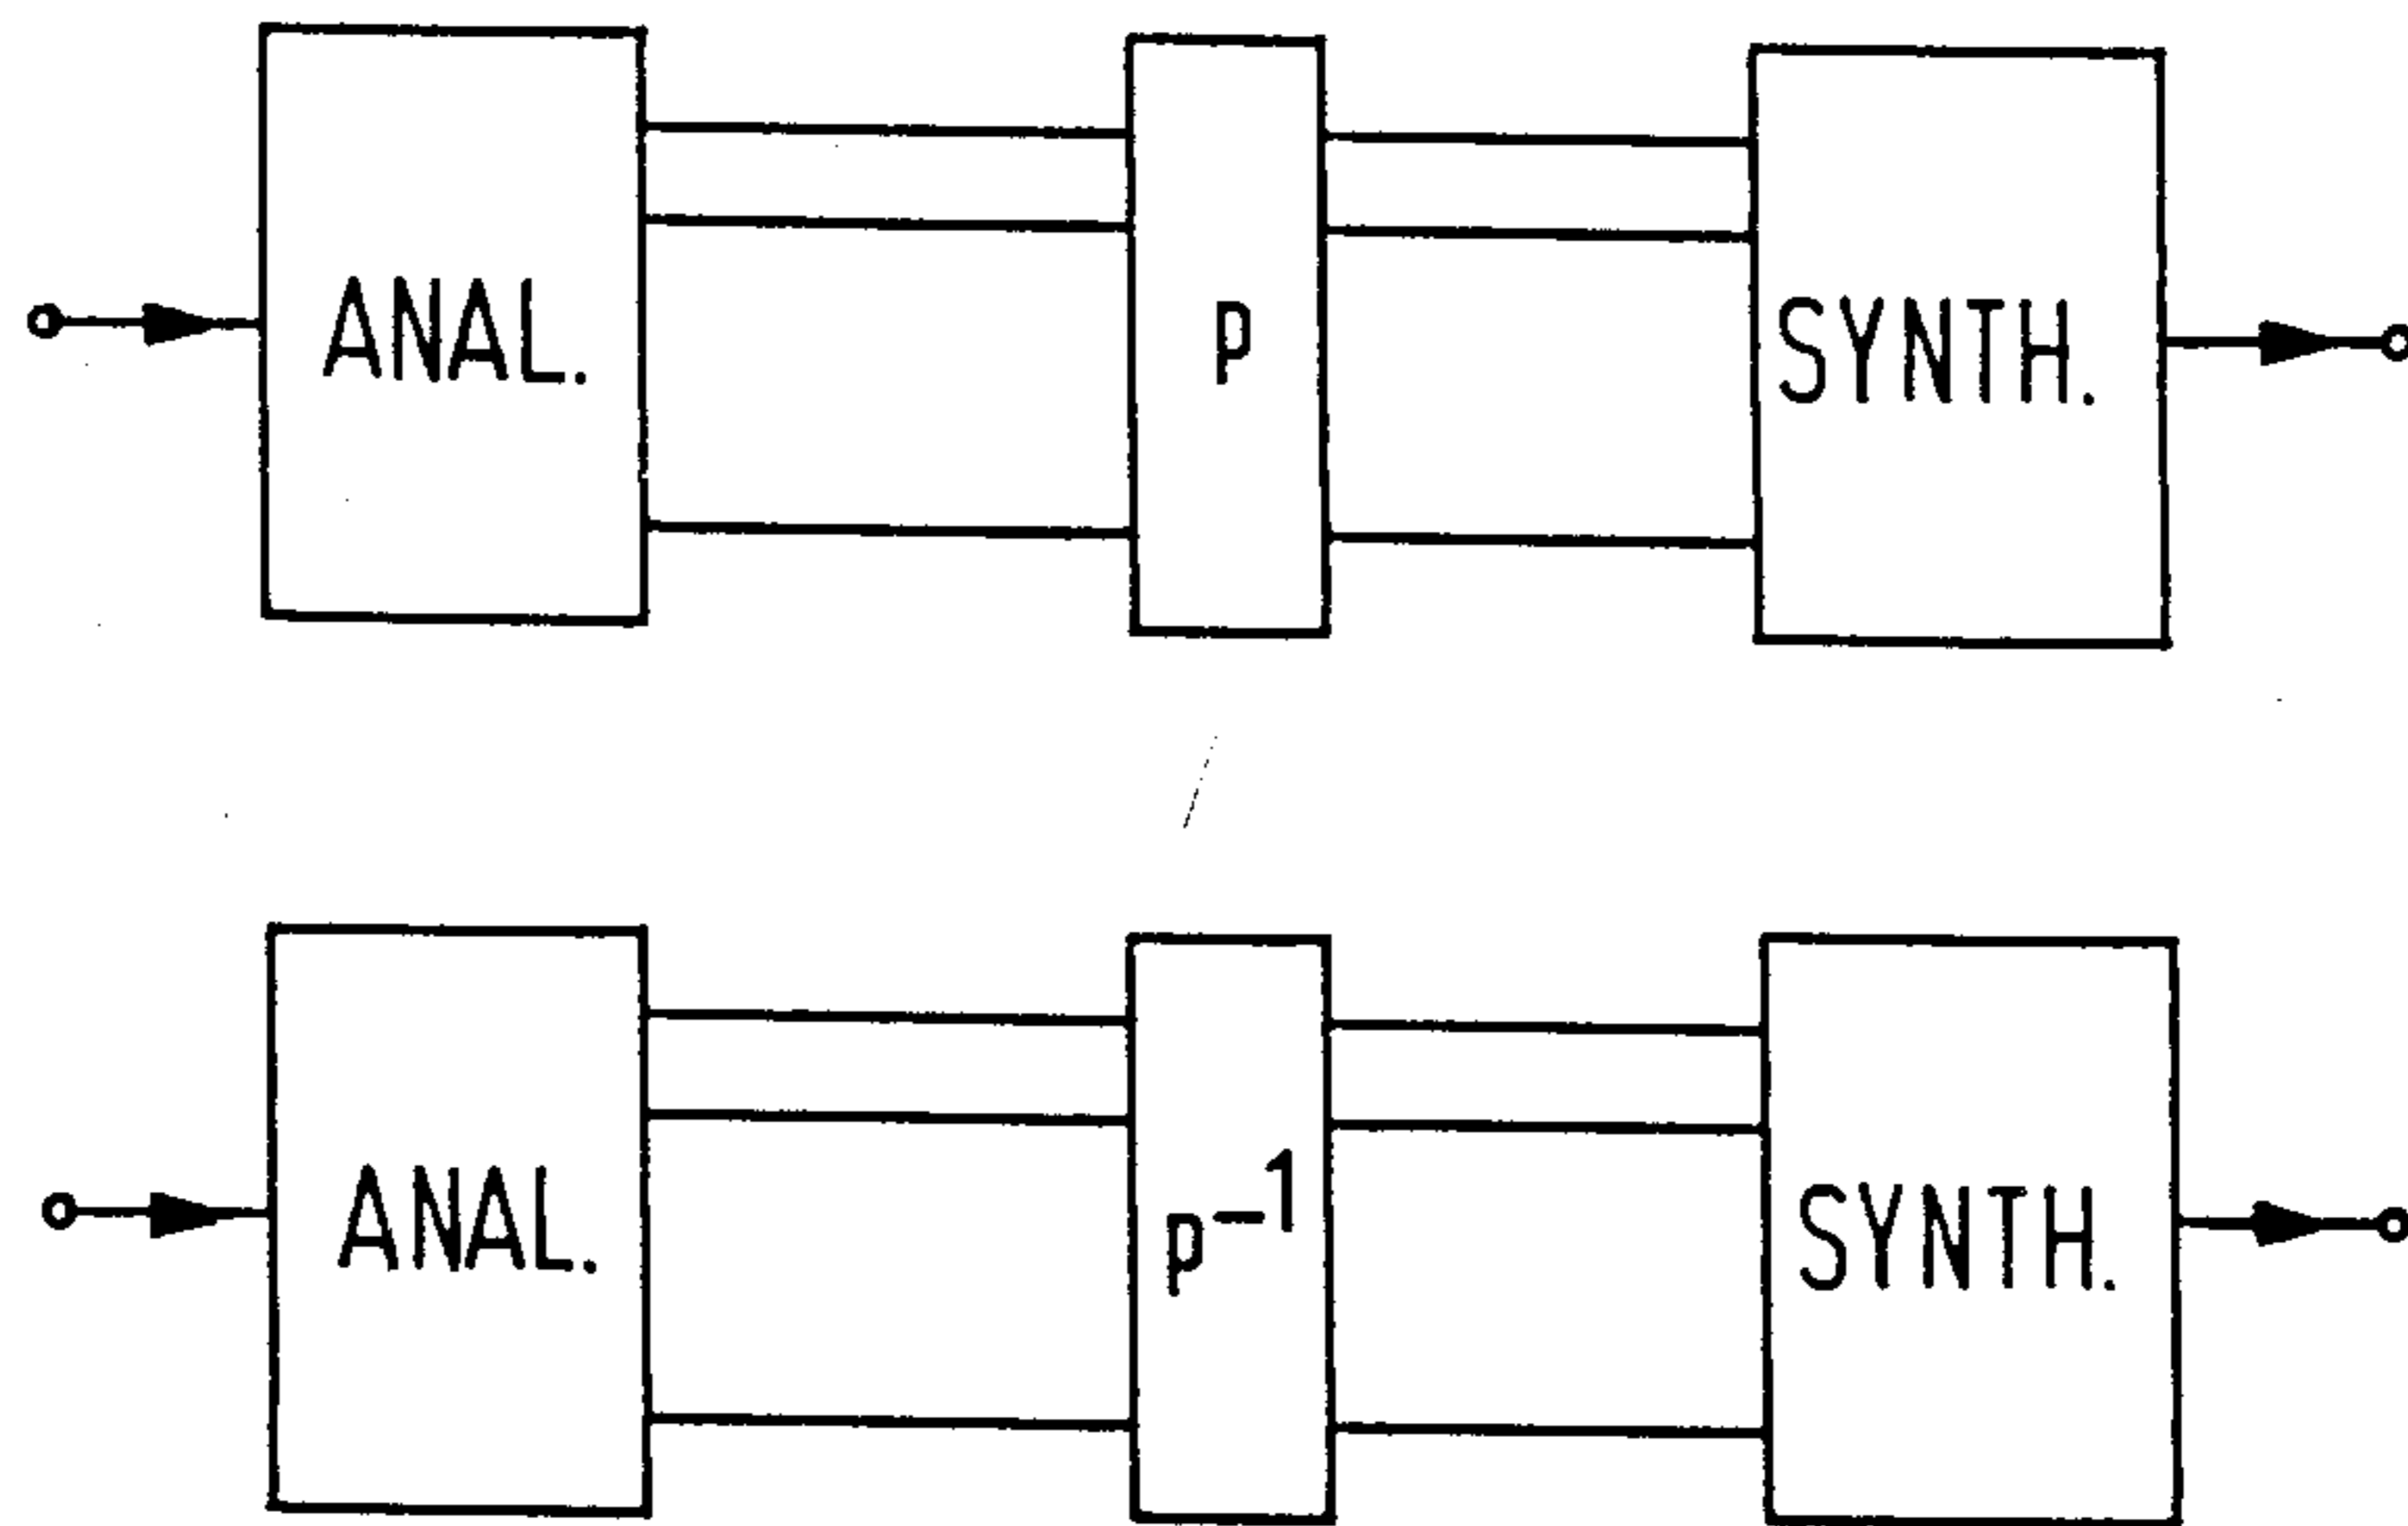 ANAL.
P
SYNTH.
ANAL.
P⁻¹
SYNTH.